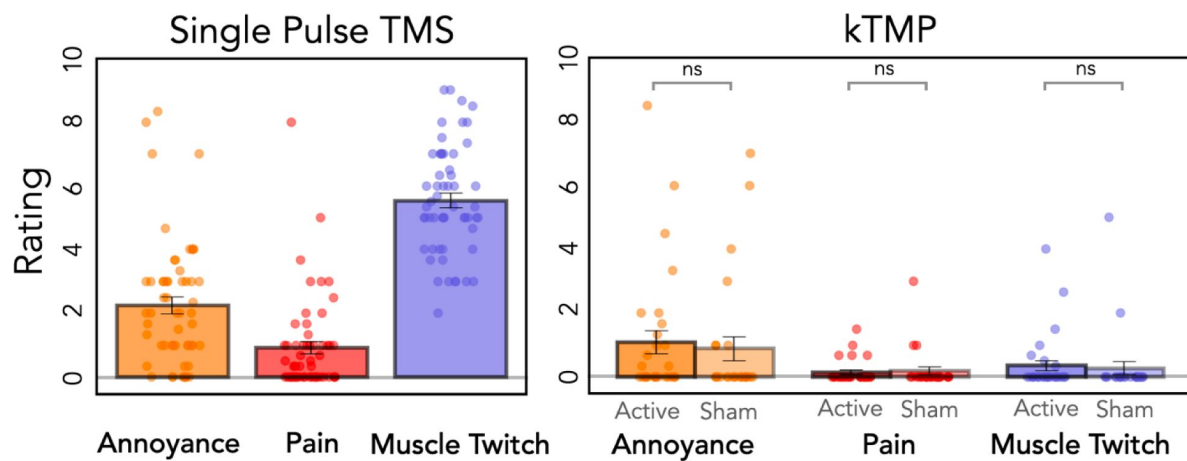 Single Pulse TMS
kTMP
Rating
10
8
6
4
2
0
Annoyance Pain Muscle Twitch
10
8
6
4
2
0
ns ns ns
Active Sham Active Sham Active Sham
Annoyance Pain Muscle Twitch